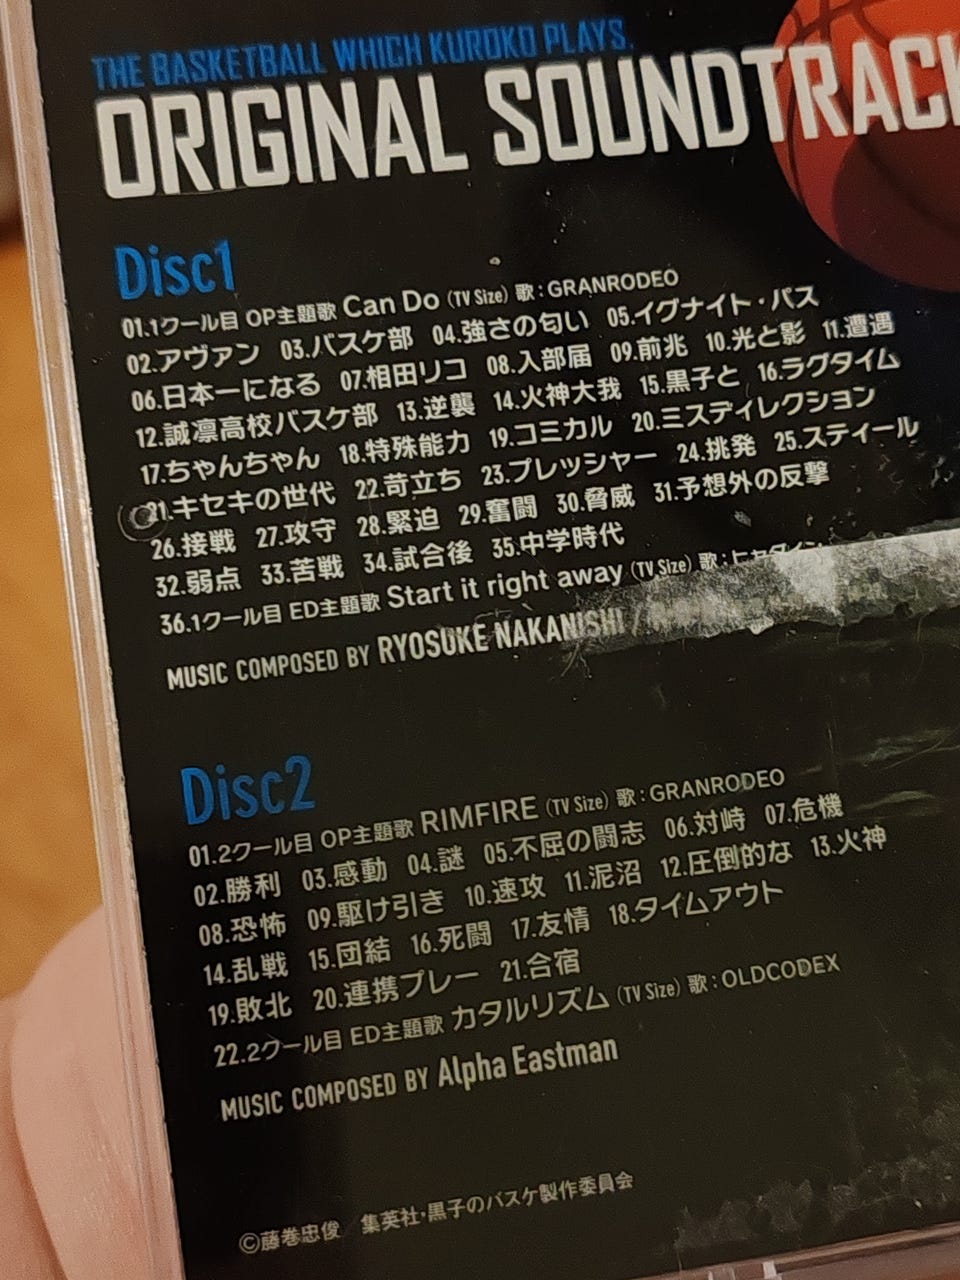 THE BASKETBALL WHICH KUROKO PLAYS.
ORIGINAL SOUNDTRACK
Disc1
01.1クール目 OP主題歌 Can Do (TV Size) 歌:GRANRODEO
02.アヴァン 03.バスケ部 04.強さの匂い 05.イグナイト・パス
06.日本一になる 07.相田リコ 08.入部届 09.前兆 10.光と影 11.遭遇
12.誠凛高校バスケ部 13.逆襲 14.火神大我 15.黒子と 16.ラグタイム
17.ちゃんちゃん 18.特殊能力 19.コミカル 20.ミスディレクション
21.キセキの世代 22.苛立ち 23.プレッシャー 24.挑発 25.スティール
26.接戦 27.攻守 28.緊迫 29.奮闘 30.脅威 31.予想外の反撃
32.弱点 33.苦戦 34.試合後 35.中学時代
36.1クール目 ED主題歌 Start it right away (TV Size) 歌:ヒャダイン
MUSIC COMPOSED BY RYOSUKE NAKANISHI /
Disc2
01.2クール目 OP主題歌 RIMFIRE (TV Size) 歌:GRANRODEO
02.勝利 03.感動 04.謎 05.不屈の闘志 06.対峙 07.危機
08.恐怖 09.駆け引き 10.速攻 11.泥沼 12.圧倒的な 13.火神
14.乱戦 15.団結 16.死闘 17.友情 18.タイムアウト
19.敗北 20.連携プレー 21.合宿
22.2クール目 ED主題歌 カタルリズム (TV Size) 歌:OLDCODEX
MUSIC COMPOSED BY Alpha Eastman
©藤巻忠俊 集英社・黒子のバスケ製作委員会